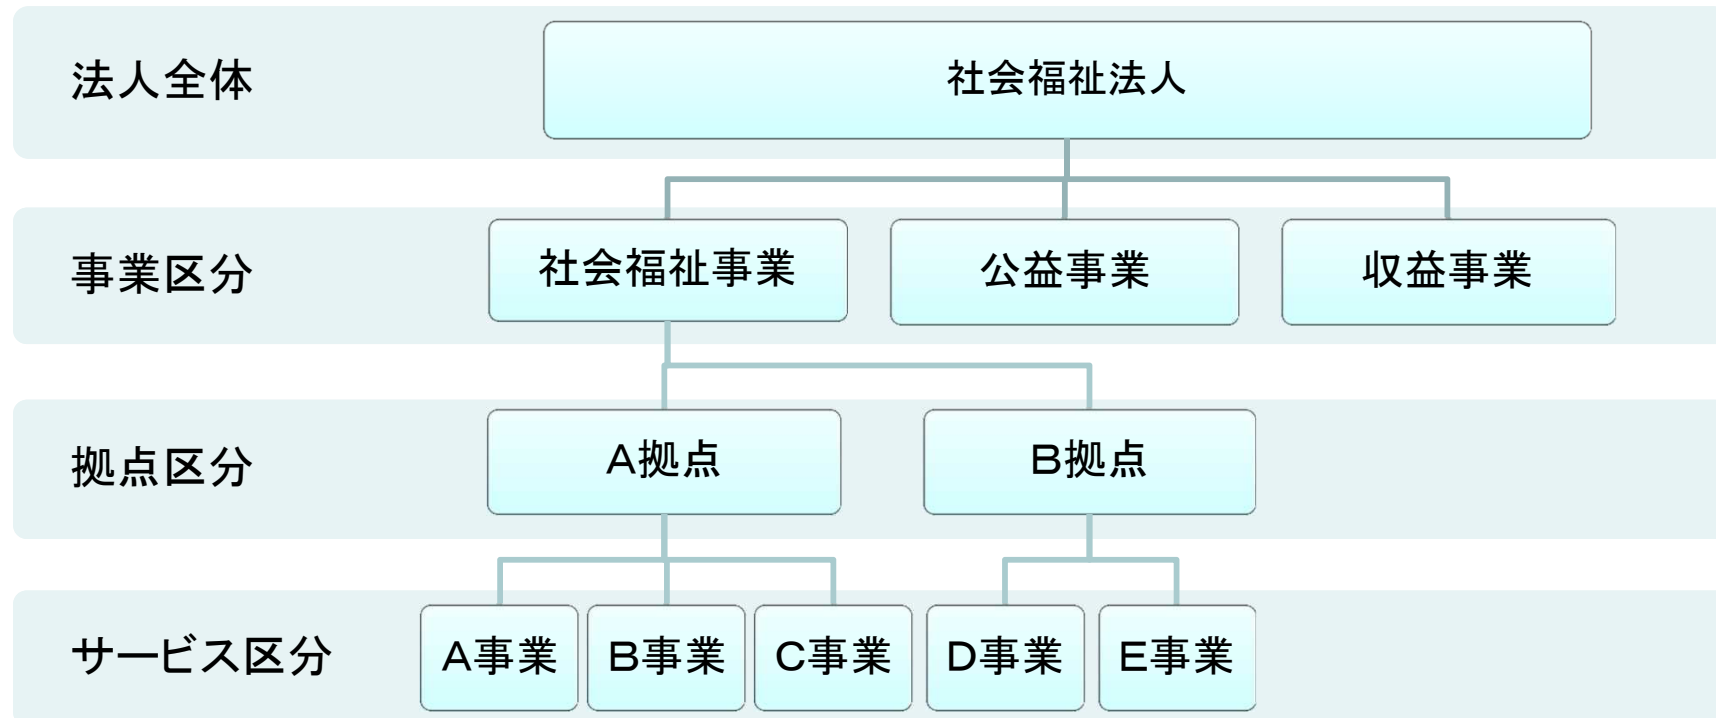 法人全体
社会福祉法人
事業区分
社会福祉事業
公益事業
収益事業
拠点区分
A拠点
B拠点
サービス区分
A事業
B事業
C事業
D事業
E事業